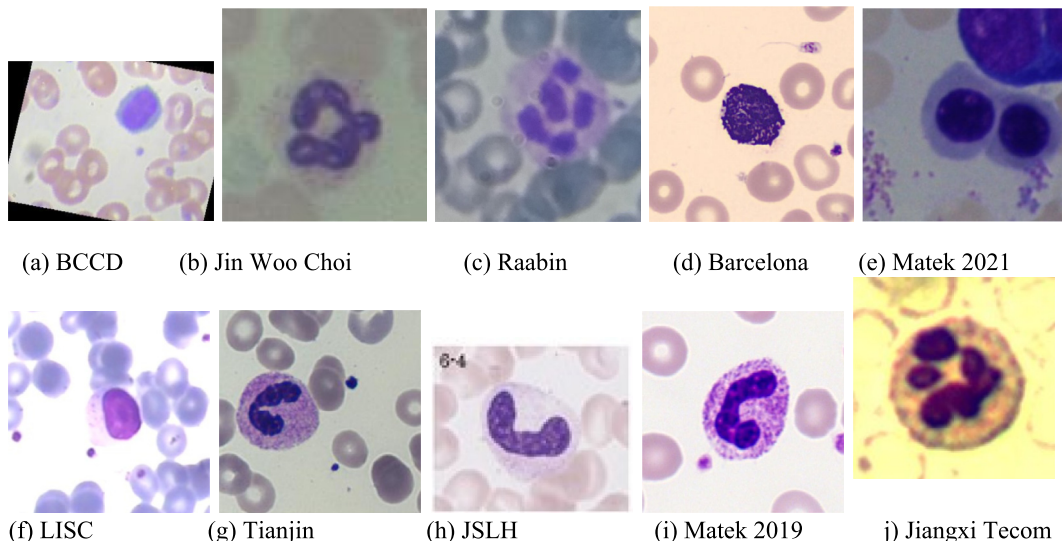 (a) BCCD (b) Jin Woo Choi (c) Raabin (d) Barcelona (e) Matek 2021
6-4
(f) LISC (g) Tianjin (h) JSLH (i) Matek 2019 j) Jiangxi Tecom